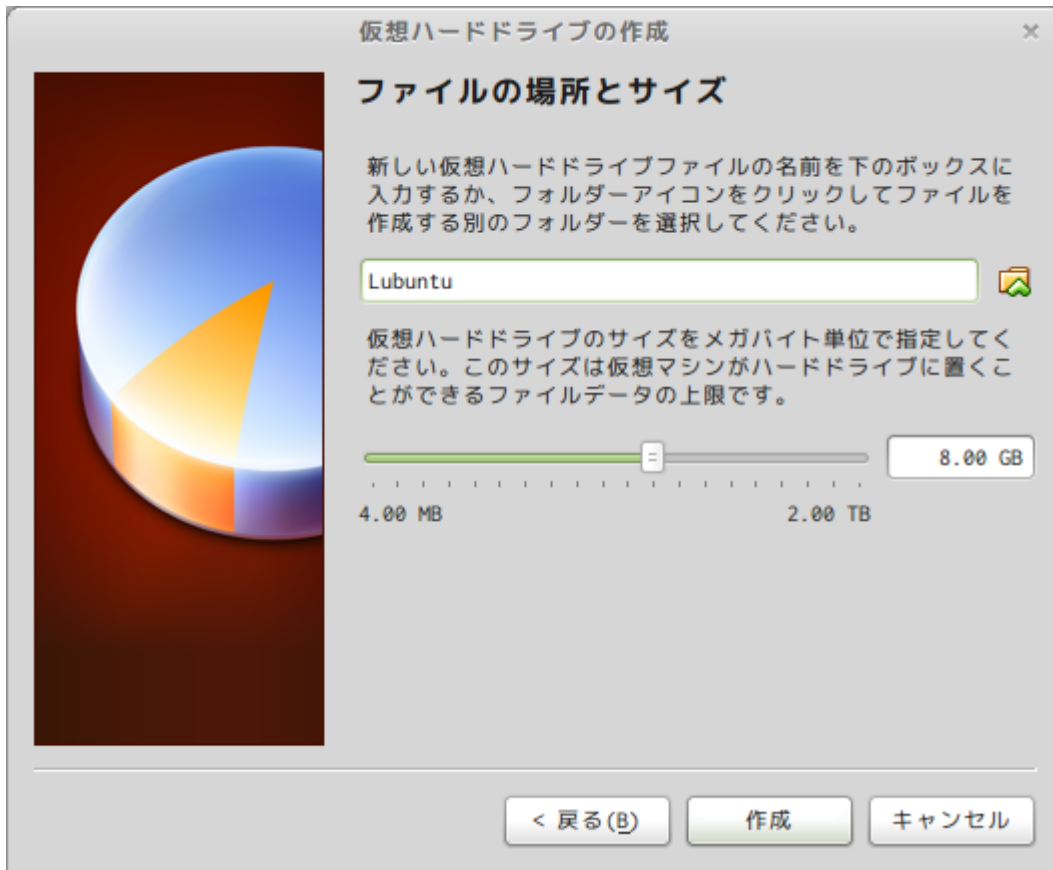 仮想ハードドライブの作成
ファイルの場所とサイズ
新しい仮想ハードドライブファイルの名前を下のボックスに
入力するか、フォルダーアイコンをクリックしてファイルを
作成する別のフォルダーを選択してください。
Lubuntu
仮想ハードドライブのサイズをメガバイト単位で指定してく
ださい。このサイズは仮想マシンがハードドライブに置くこ
とができるファイルデータの上限です。
8.00 GB
4.00 MB 2.00 TB
< 戻る(B) 作成 キャンセル